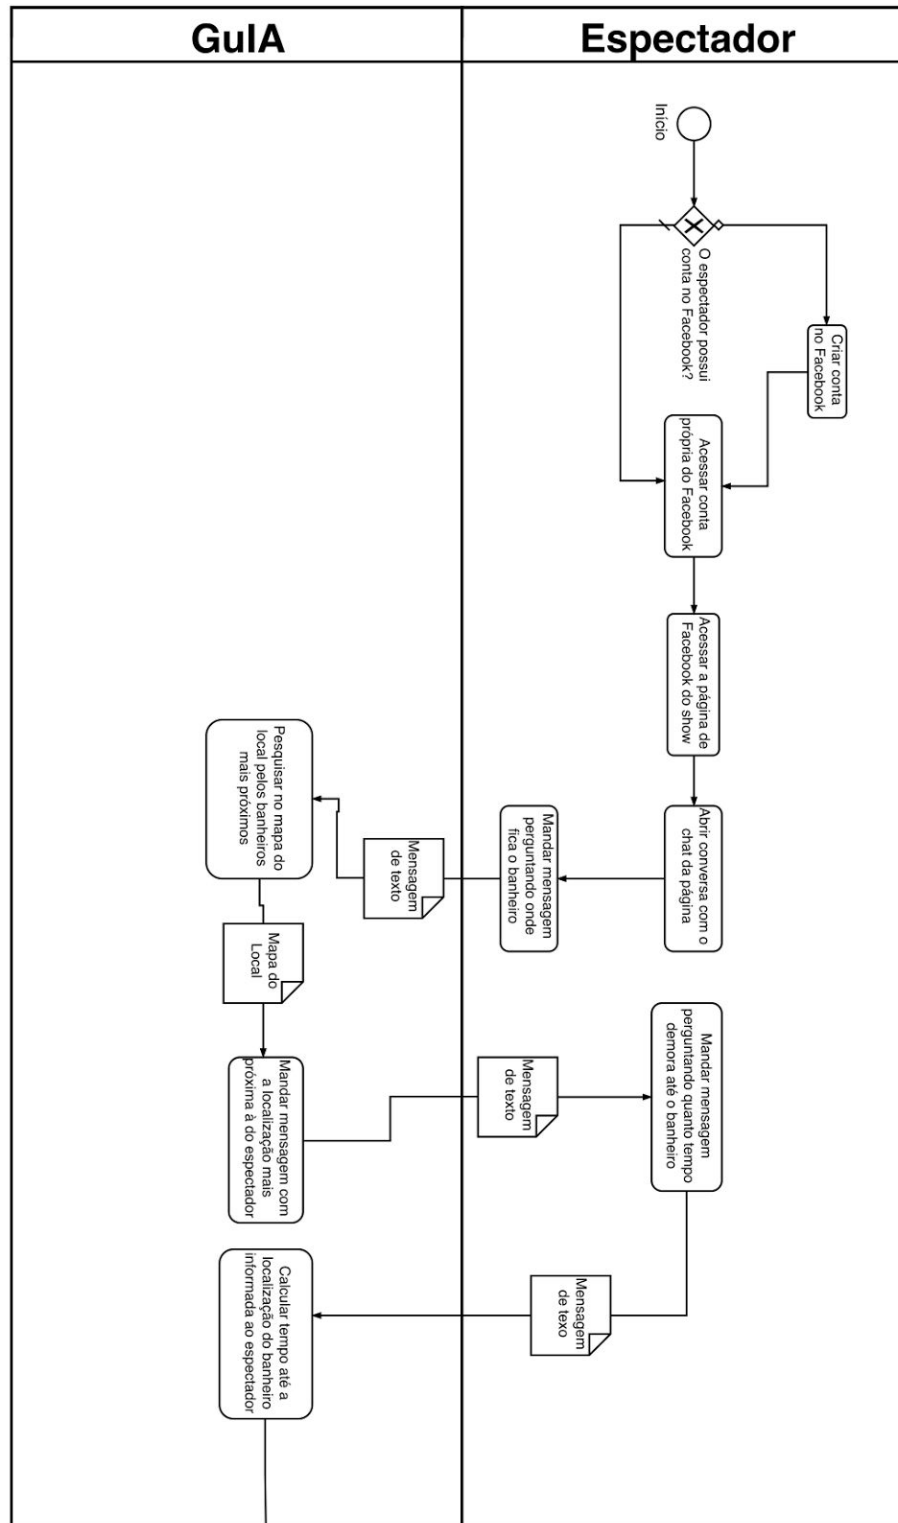 GuIA
Espectador
Início
O espectador possui
conta no Facebook?
Criar conta
no Facebook
Acessar conta
própria do Facebook
Acessar a página de
Facebook do show
Abrir conversa com o
chat da página
Mandar mensagem
perguntando onde
fica o banheiro
Mensagem
de texto
Pesquisar no mapa do
local pelos banheiros
mais próximos
Mapa do
Local
Mandar mensagem com
a localização mais
próxima à do espectador
Mensagem
de texto
Mandar mensagem
perguntando quanto tempo
demora até o banheiro
Mensagem
de texo
Calcular tempo até a
localização do banheiro
informada ao espectador